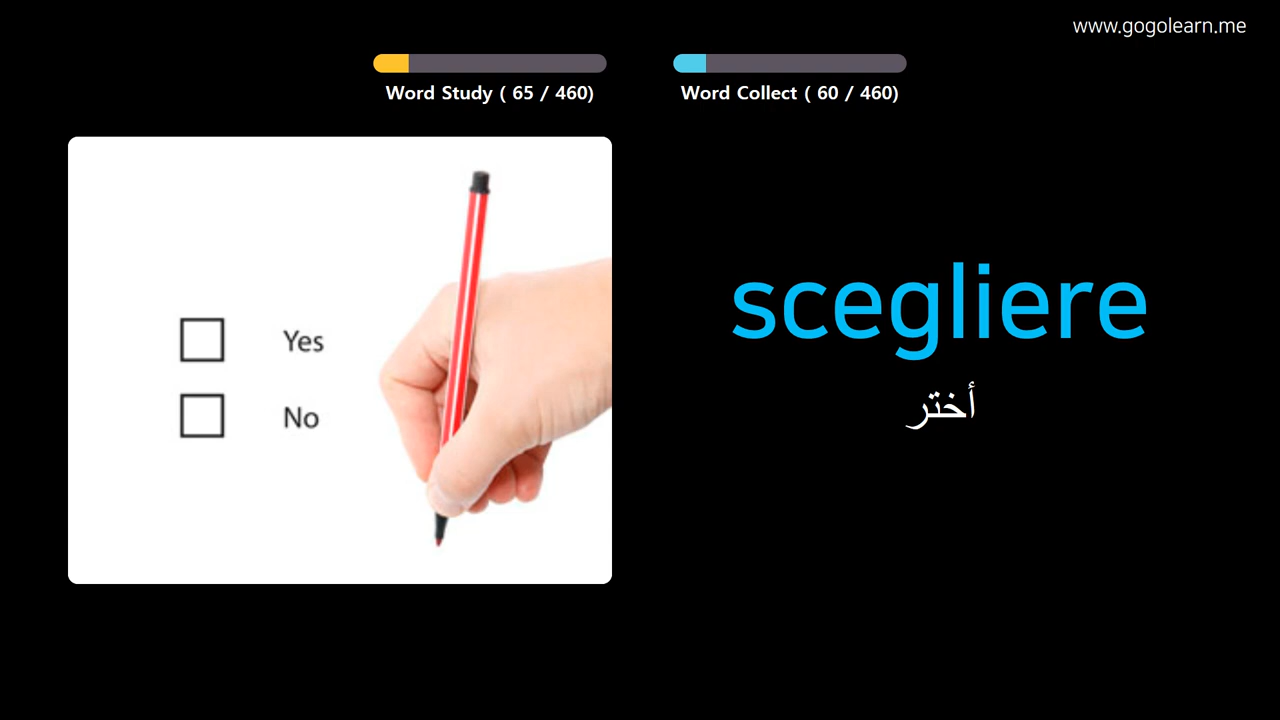 www.gogolearn.me
Word Study ( 65 / 460)
Word Collect ( 60 / 460)
Yes
No
scegliere
أختر